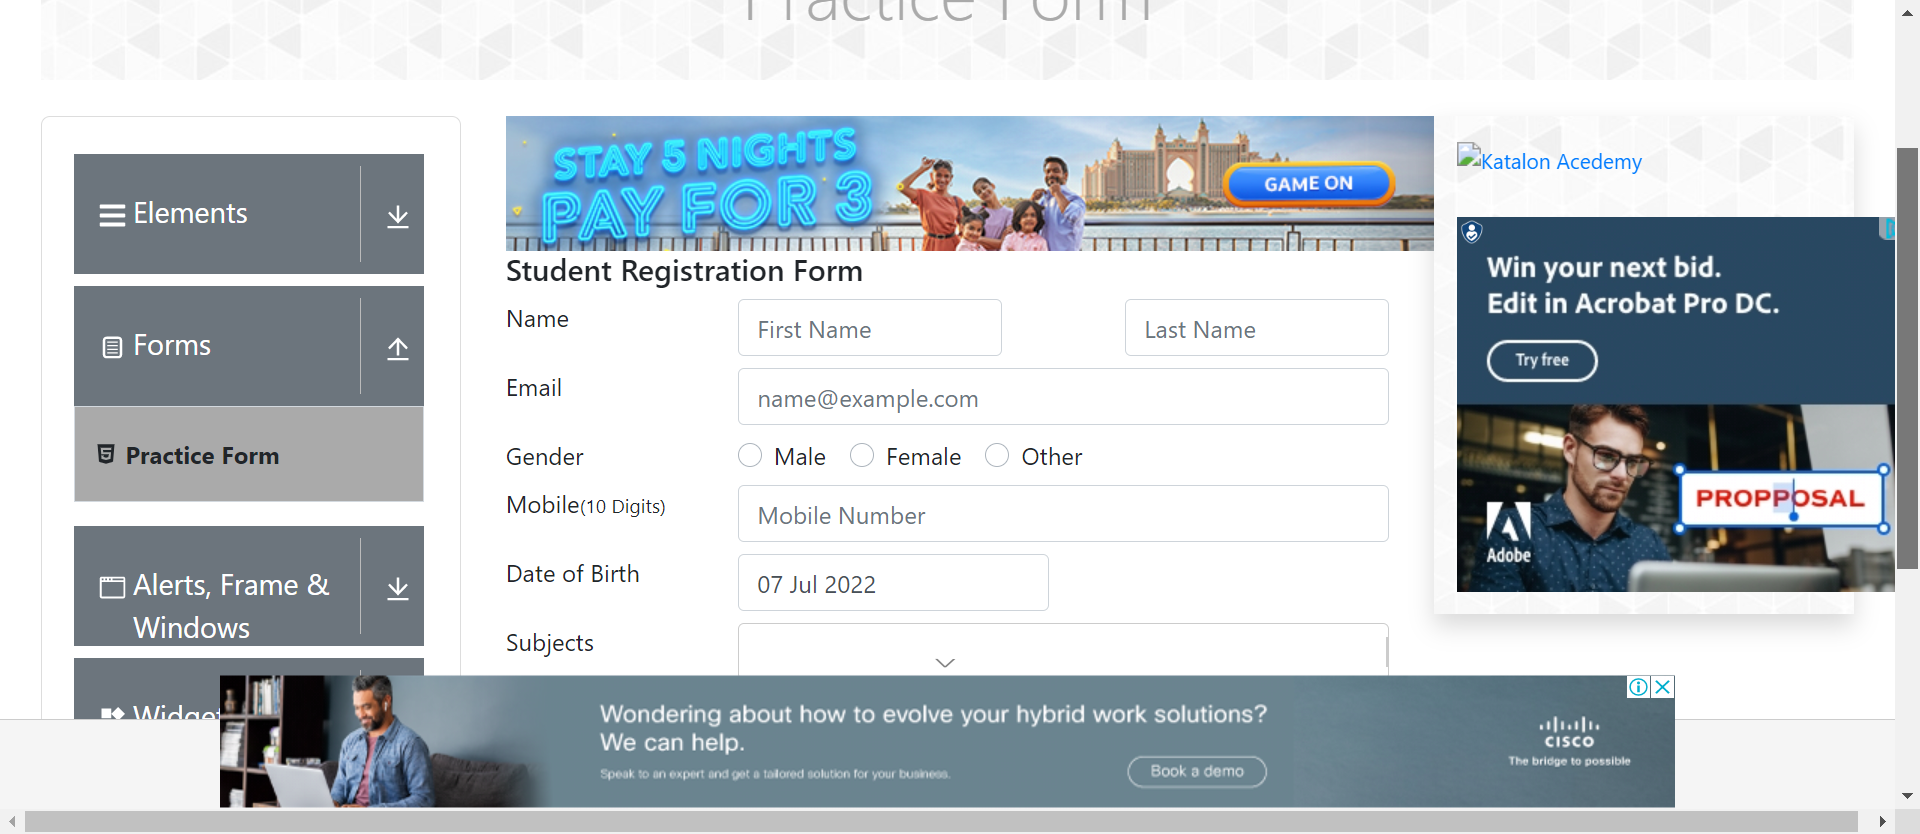 Practice Form
Elements
Forms
Practice Form
Alerts, Frame &
Windows
STAY 5 NIGHTS
PAY FOR 3
GAME ON
Student Registration Form
Name
First Name
Last Name
Email
name@example.com
Gender
Male
Female
Other
Mobile(10 Digits)
Mobile Number
Date of Birth
07 Jul 2022
Subjects
Katalon Acedemy
Win your next bid.
Edit in Acrobat Pro DC.
Try free
PROPPOSAL
Adobe
Wondering about how to evolve your hybrid work solutions?
We can help.
Speak to an expert and get a tailored solution for your business.
Book a demo
CISCO
The bridge to possible